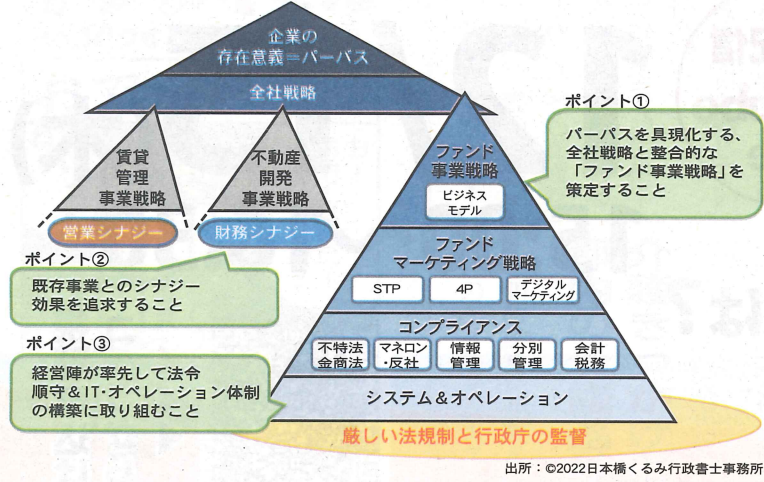 企業の
存在意義＝パーパス
全社戦略
賃貸
管理
事業戦略
不動産
開発
事業戦略
営業シナジー
財務シナジー
ポイント①
パーパスを具現化する、
全社戦略と整合的な
「ファンド事業戦略」を
策定すること
ファンド
事業戦略
ビジネス
モデル
ポイント②
既存事業とのシナジー
効果を追求すること
ファンド
マーケティング戦略
STP
4P
デジタル
マーケティング
ポイント③
経営陣が率先して法令
順守＆IT・オペレーション体制
の構築に取り組むこと
コンプライアンス
不特法
金商法
マネロン
・反社
情報
管理
分別
管理
会計
税務
システム＆オペレーション
厳しい法規制と行政庁の監督
出所：©2022日本橋くるみ行政書士事務所